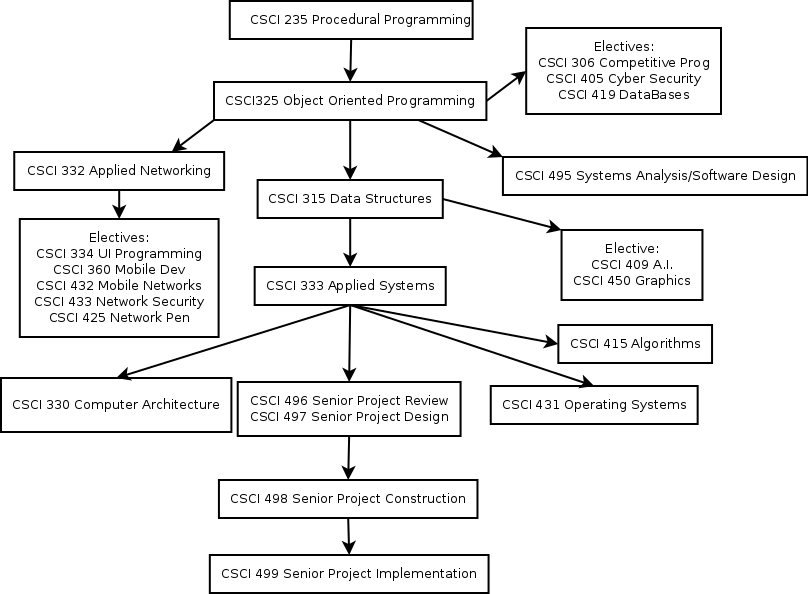 CSCI 235 Procedural Programming
Electives:
CSCI 306 Competitive Prog
CSCI 405 Cyber Security
CSCI 419 DataBases
CSCI325 Object Oriented Programming
CSCI 332 Applied Networking
CSCI 495 Systems Analysis/Software Design
CSCI 315 Data Structures
Electives:
CSCI 334 UI Programming
CSCI 360 Mobile Dev
CSCI 432 Mobile Networks
CSCI 433 Network Security
CSCI 425 Network Pen
Elective:
CSCI 409 A.I.
CSCI 450 Graphics
CSCI 333 Applied Systems
CSCI 415 Algorithms
CSCI 330 Computer Architecture
CSCI 496 Senior Project Review
CSCI 497 Senior Project Design
CSCI 431 Operating Systems
CSCI 498 Senior Project Construction
CSCI 499 Senior Project Implementation